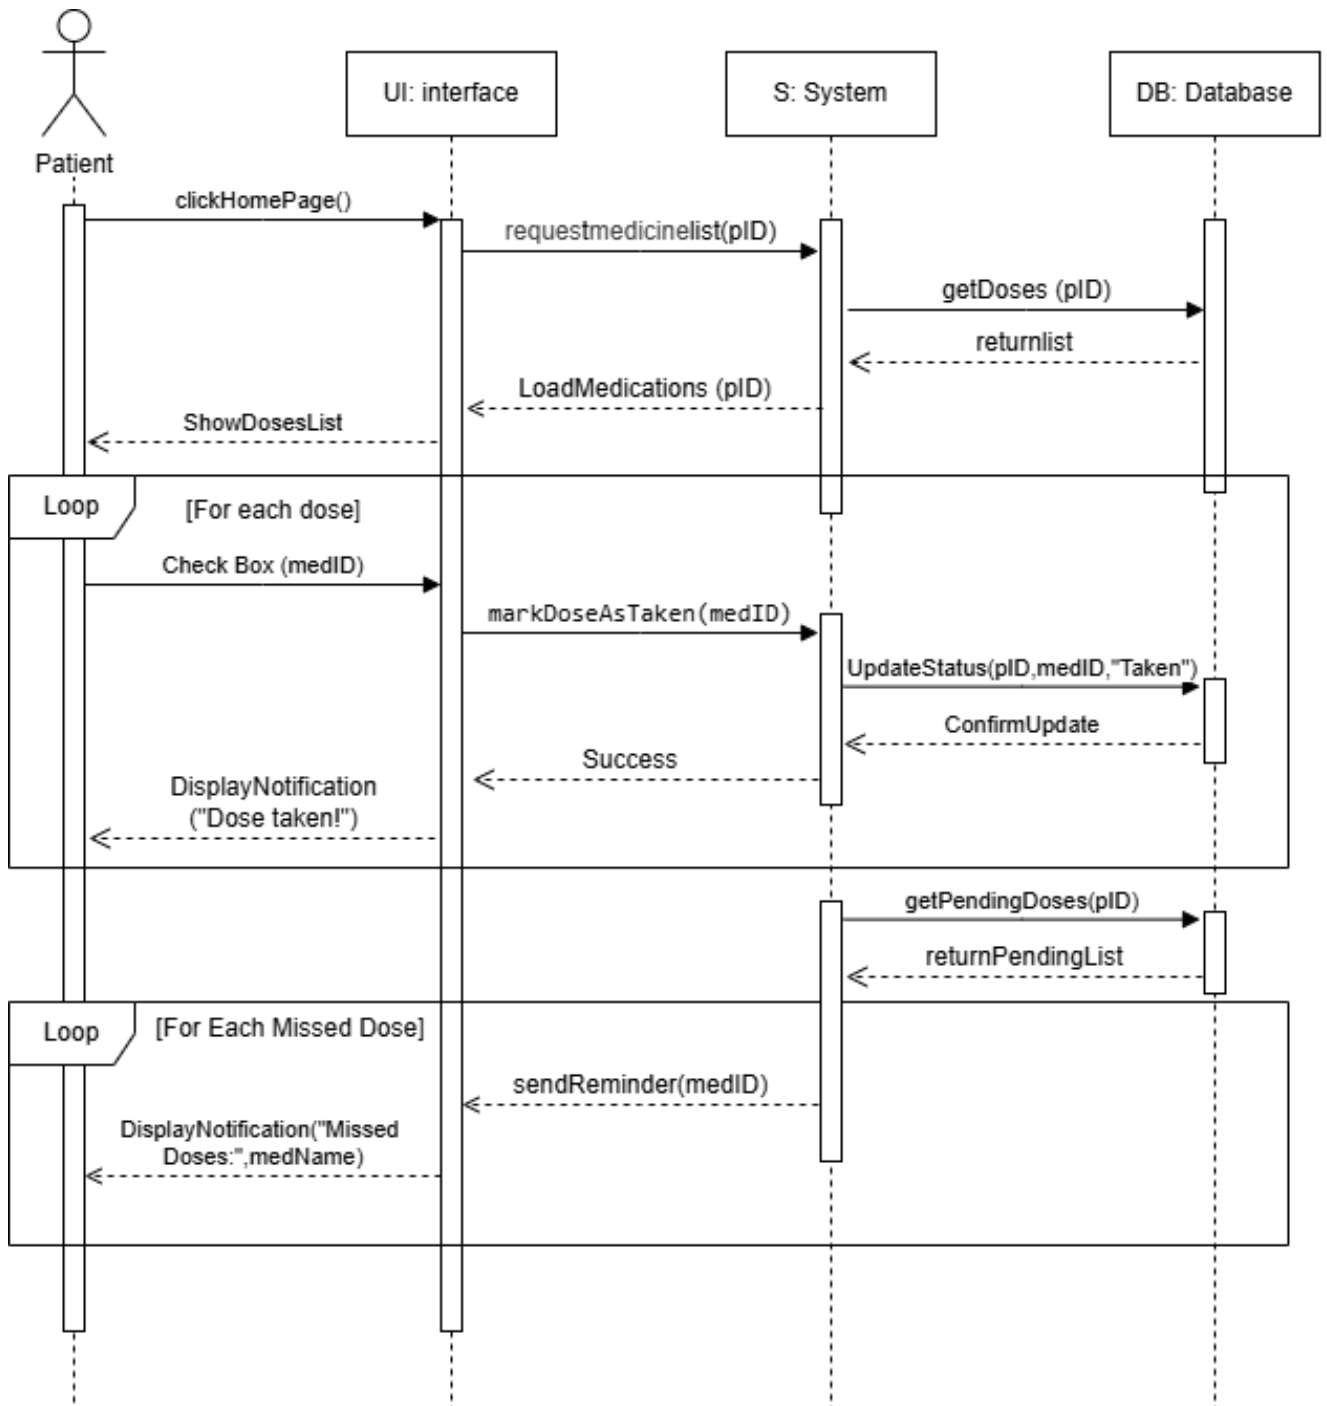 Patient
UI: interface
S: System
DB: Database
clickHomePage()
requestmedicinelist(pID)
getDoses (pID)
returnlist
LoadMedications (pID)
ShowDosesList
Loop
[For each dose]
Check Box (medID)
markDoseAsTaken(medID)
UpdateStatus(pID,medID,"Taken")
ConfirmUpdate
Success
DisplayNotification
("Dose taken!")
getPendingDoses(pID)
returnPendingList
Loop
[For Each Missed Dose]
sendReminder(medID)
DisplayNotification("Missed
Doses:",medName)